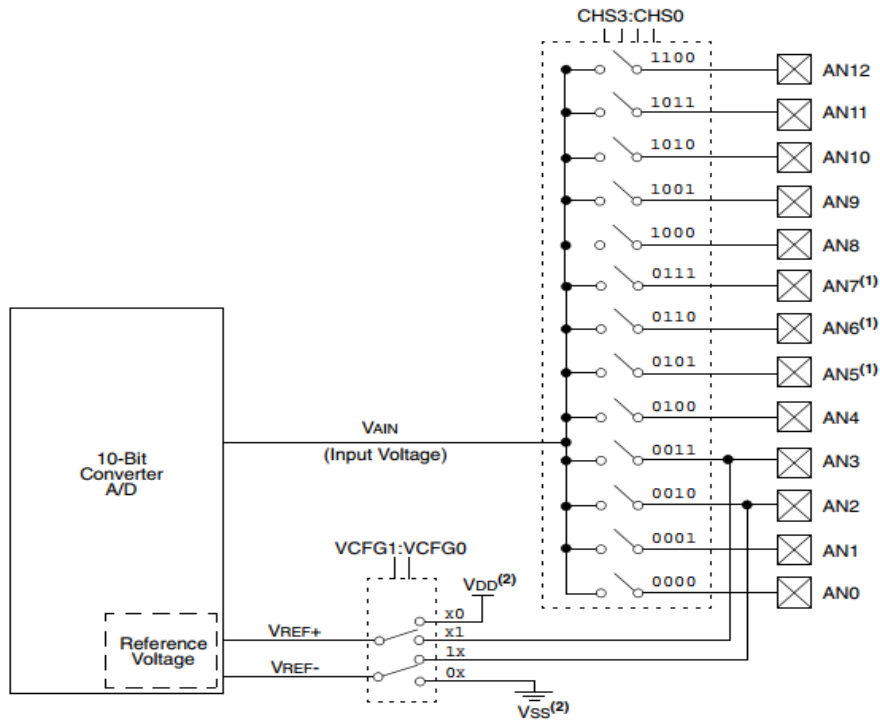 CHS3:CHS0
1100 AN12
1011 AN11
1010 AN10
1001 AN9
1000 AN8
0111 AN7(1)
0110 AN6(1)
0101 AN5(1)
0100 AN4
VAIN
(Input Voltage)
0011 AN3
10-Bit
Converter
A/D
0010 AN2
0001 AN1
VCFG1:VCFG0
0000 AN0
VDD(2)
x0
Reference
Voltage
VREF+
x1
1x
VREF-
0x
VSS(2)